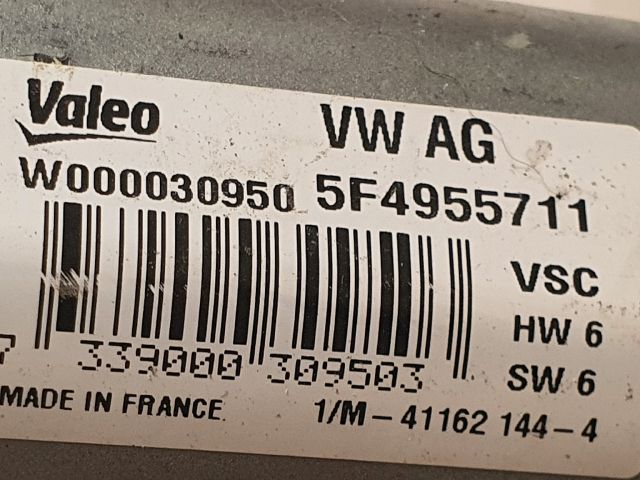 Valeo VW AG
W000030950 5F4955711
VSC
HW 6
7 339000 309503 SW 6
MADE IN FRANCE 1/M-41162 144-4